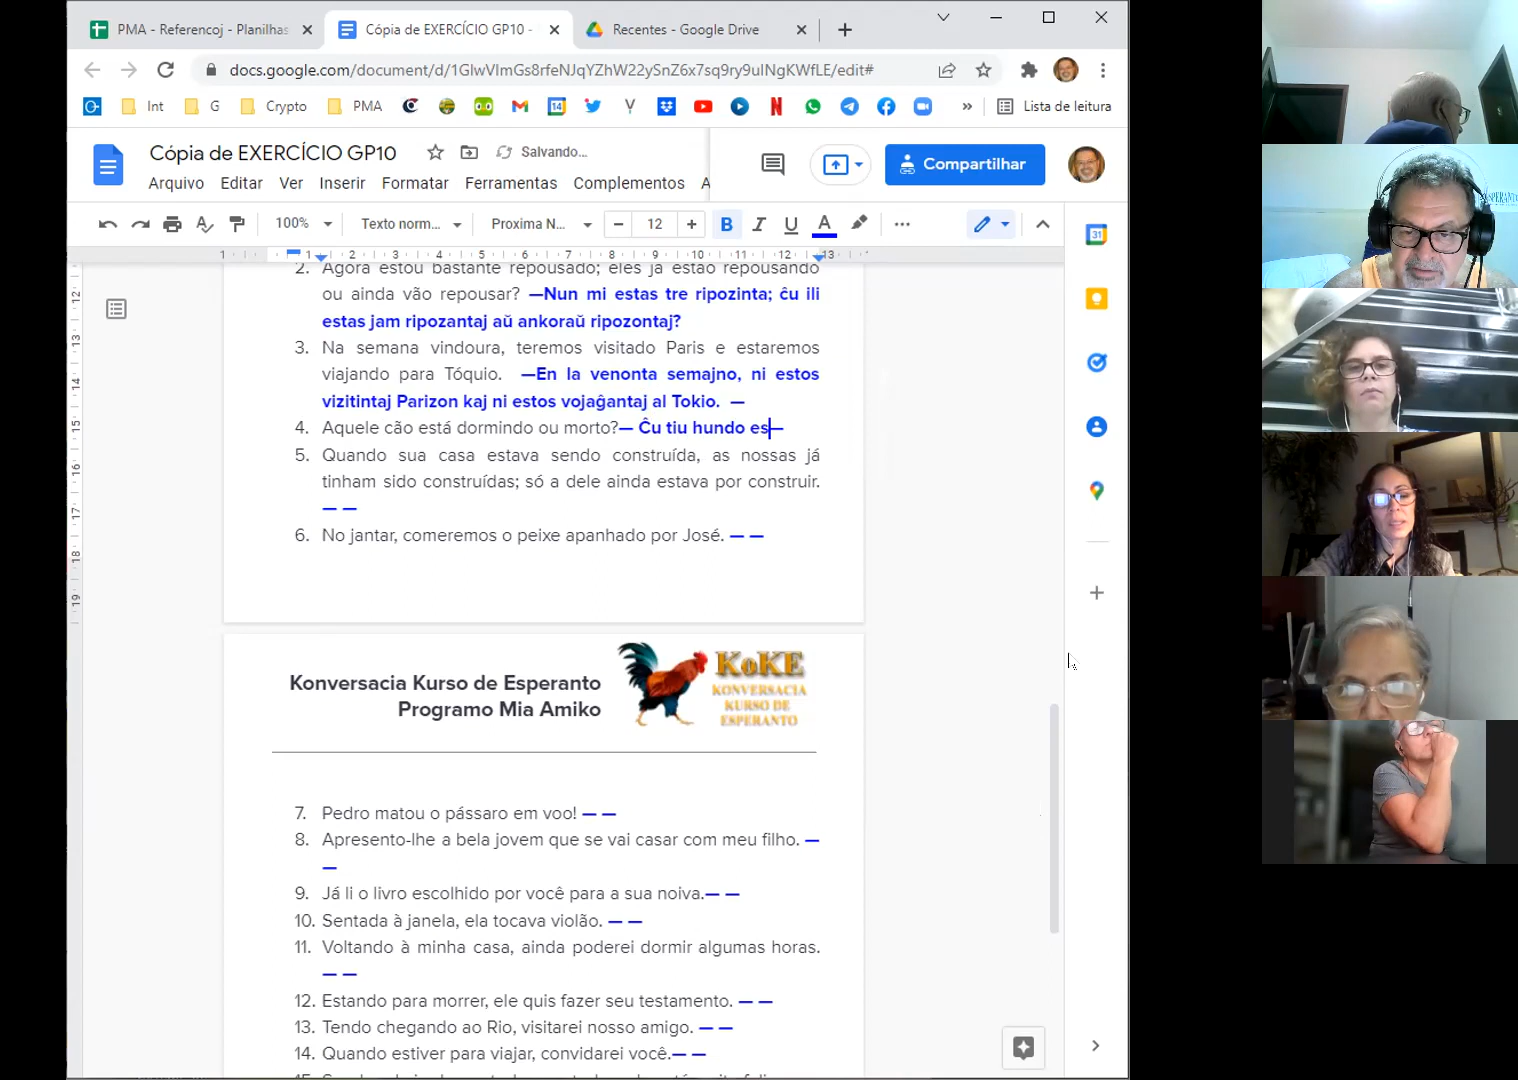 PMA - Referencoj - Planilhas
Cópia de EXERCÍCIO GP10 -
Recentes - Google Drive
docs.google.com/document/d/1GlwVImGs8rfeNJqYZhW22ySnZ6x7sq9ry9uINgKWfLE/edit#
Int
G
Crypto
PMA
Lista de leitura
Cópia de EXERCÍCIO GP10
Salvando...
Compartilhar
Arquivo Editar Ver Inserir Formatar Ferramentas Complementos A
100% Texto norm... Proxima N... 12
2. Agora estou bastante repousado; eles já estão repousando
ou ainda vão repousar? —Nun mi estas tre ripozinta; ĉu ili
estas jam ripozantaj aŭ ankoraŭ ripozontaj?
3. Na semana vindoura, teremos visitado Paris e estaremos
viajando para Tóquio. —En la venonta semajno, ni estos
vizitintaj Parizon kaj ni estos vojaĝantaj al Tokio. —
4. Aquele cão está dormindo ou morto?— Ĉu tiu hundo es—
5. Quando sua casa estava sendo construída, as nossas já
tinham sido construídas; só a dele ainda estava por construir.
— —
6. No jantar, comeremos o peixe apanhado por José. — —
Konversacia Kurso de Esperanto
Programo Mia Amiko
KoKE
KONVERSACIA
KURSO DE
ESPERANTO
7. Pedro matou o pássaro em voo! — —
8. Apresento-lhe a bela jovem que se vai casar com meu filho. —
—
9. Já li o livro escolhido por você para a sua noiva.— —
10. Sentada à janela, ela tocava violão. — —
11. Voltando à minha casa, ainda poderei dormir algumas horas.
— —
12. Estando para morrer, ele quis fazer seu testamento. — —
13. Tendo chegando ao Rio, visitarei nosso amigo. — —
14. Quando estiver para viajar, convidarei você.— —